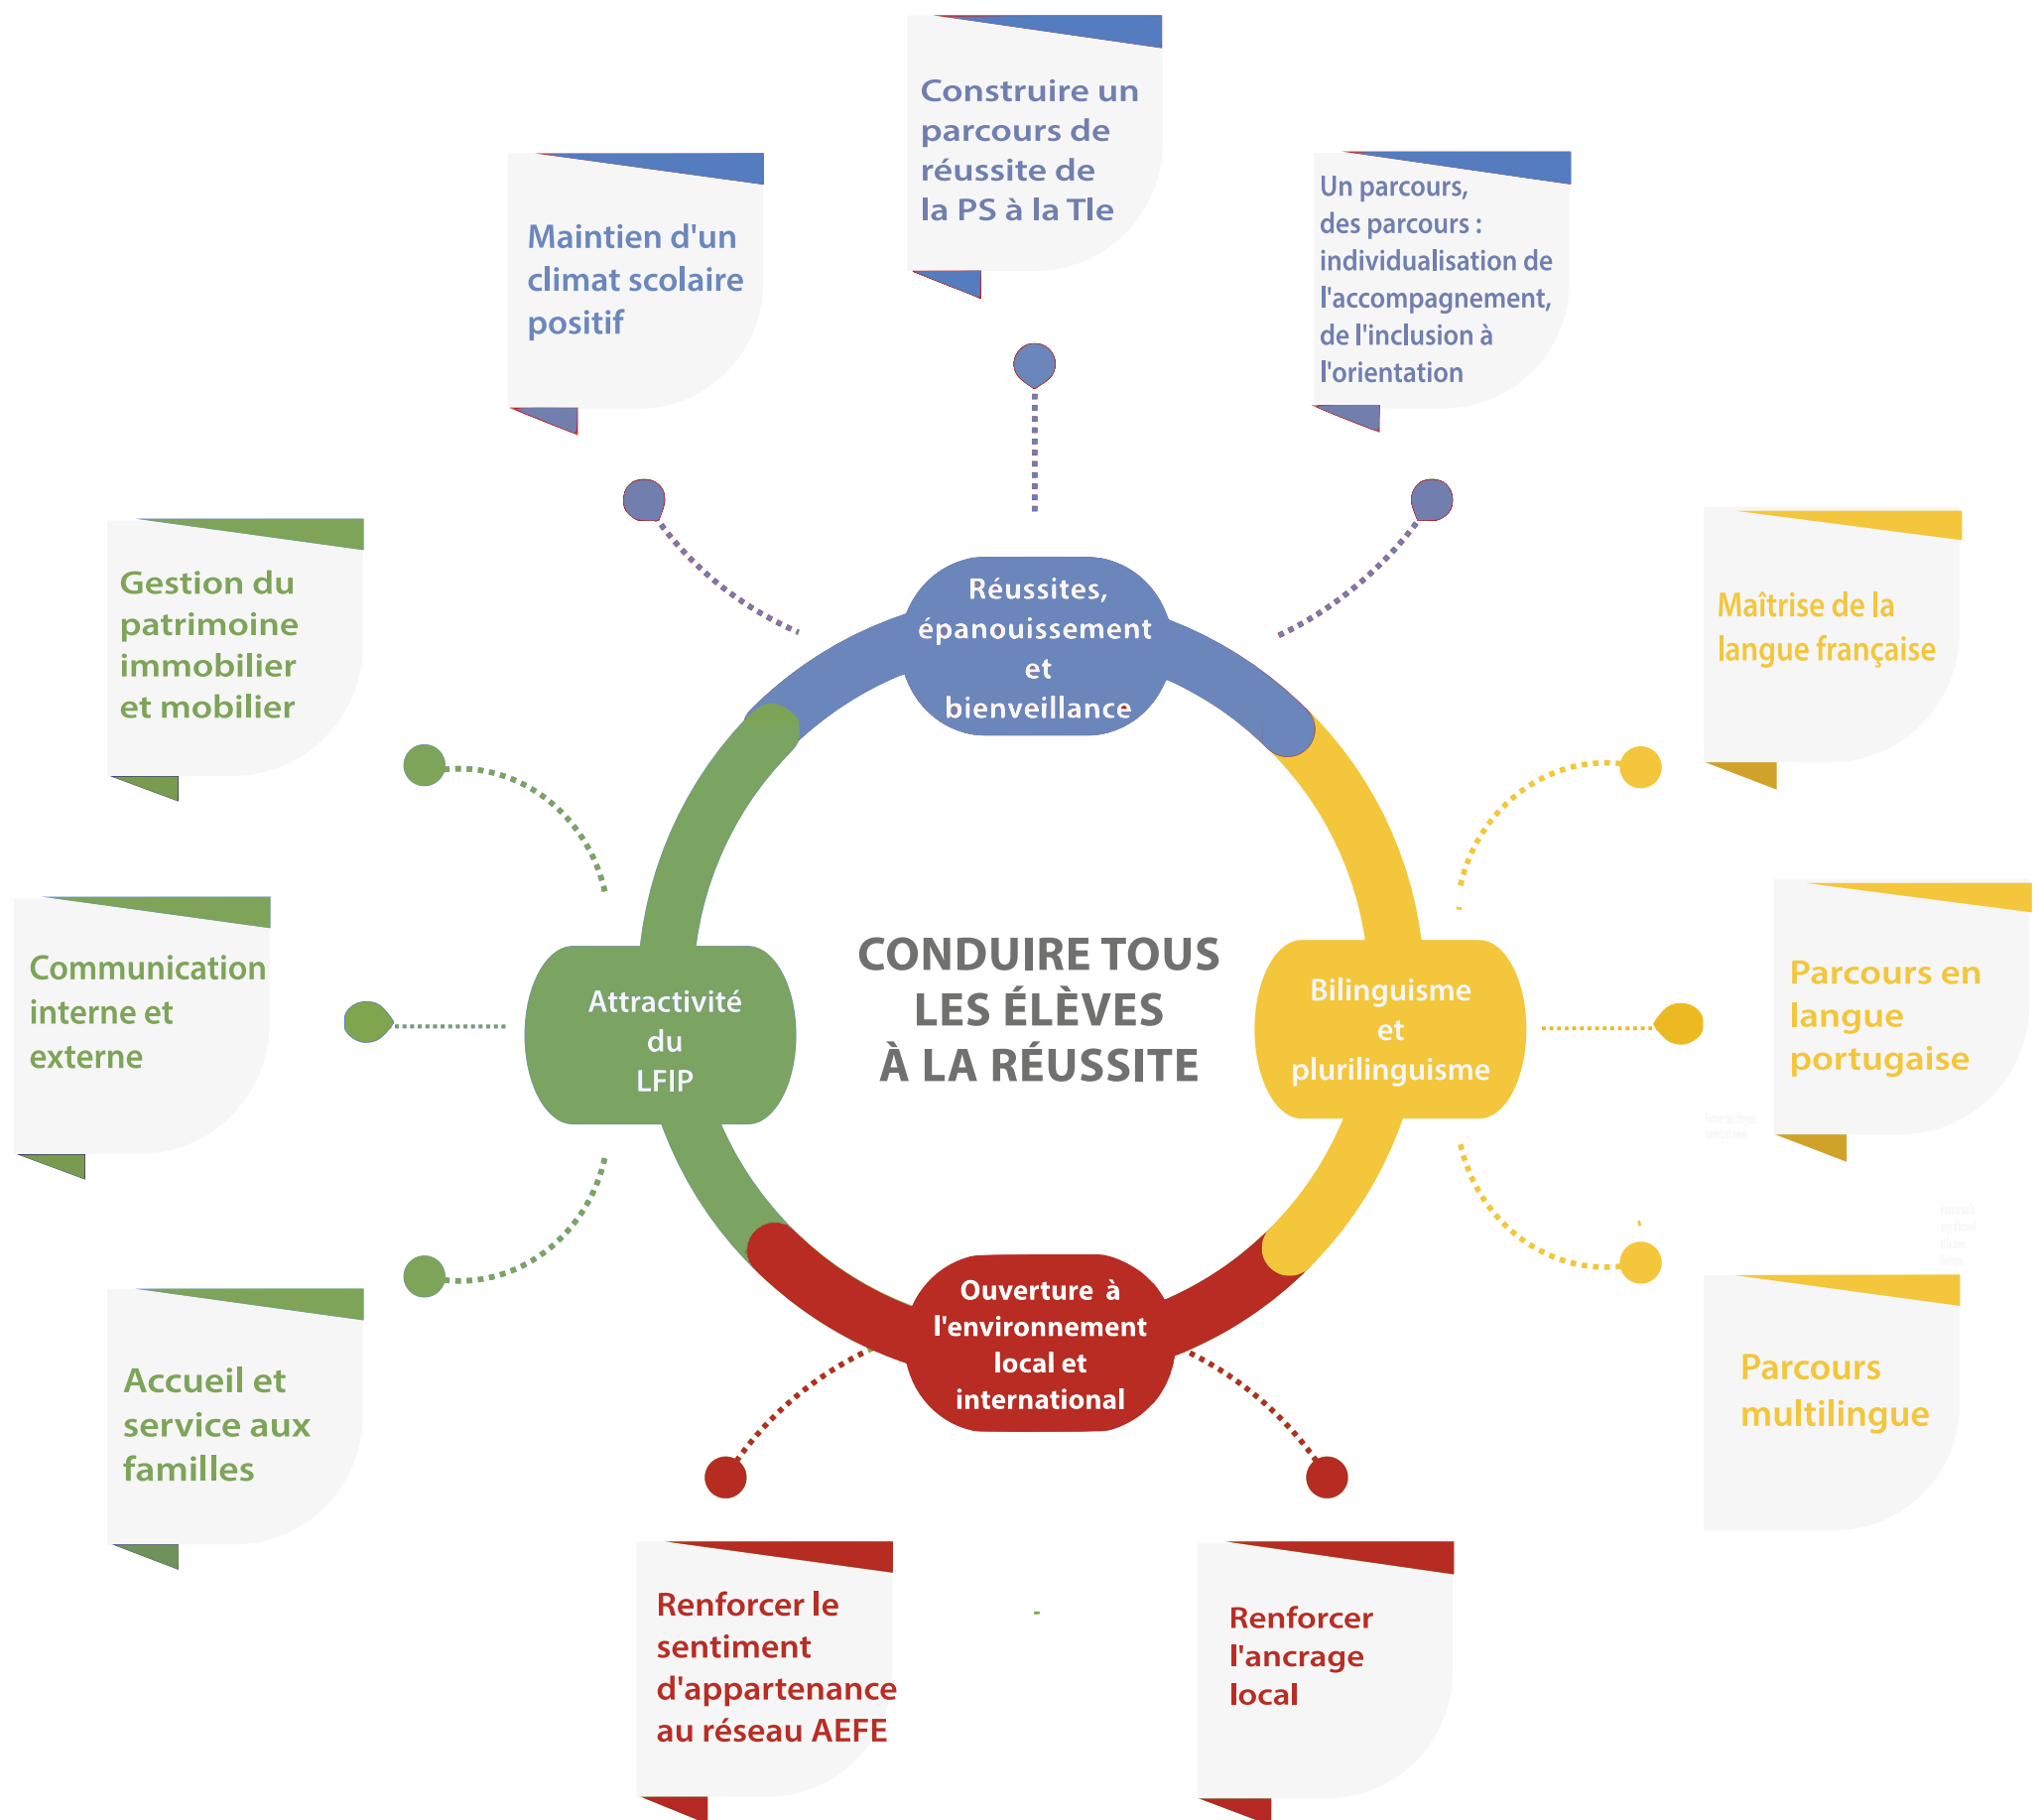 Construire un
parcours de
réussite de
la PS à la Tle
Maintien d'un
climat scolaire
positif
Un parcours,
des parcours :
individualisation de
l'accompagnement,
de l'inclusion à
l'orientation
Gestion du
patrimoine
immobilier
et mobilier
Réussites,
épanouissement
et
bienveillance
Maîtrise de la
langue française
Communication
interne et
externe
Attractivité
du
LFIP
CONDUIRE TOUS
LES ÉLÈVES
À LA RÉUSSITE
Bilinguisme
et
plurilinguisme
Parcours en
langue
portugaise
Accueil et
service aux
familles
Ouverture à
l'environnement
local et
international
Parcours
multilingue
Renforcer le
sentiment
d'appartenance
au réseau AEFE
Renforcer
l'ancrage
local